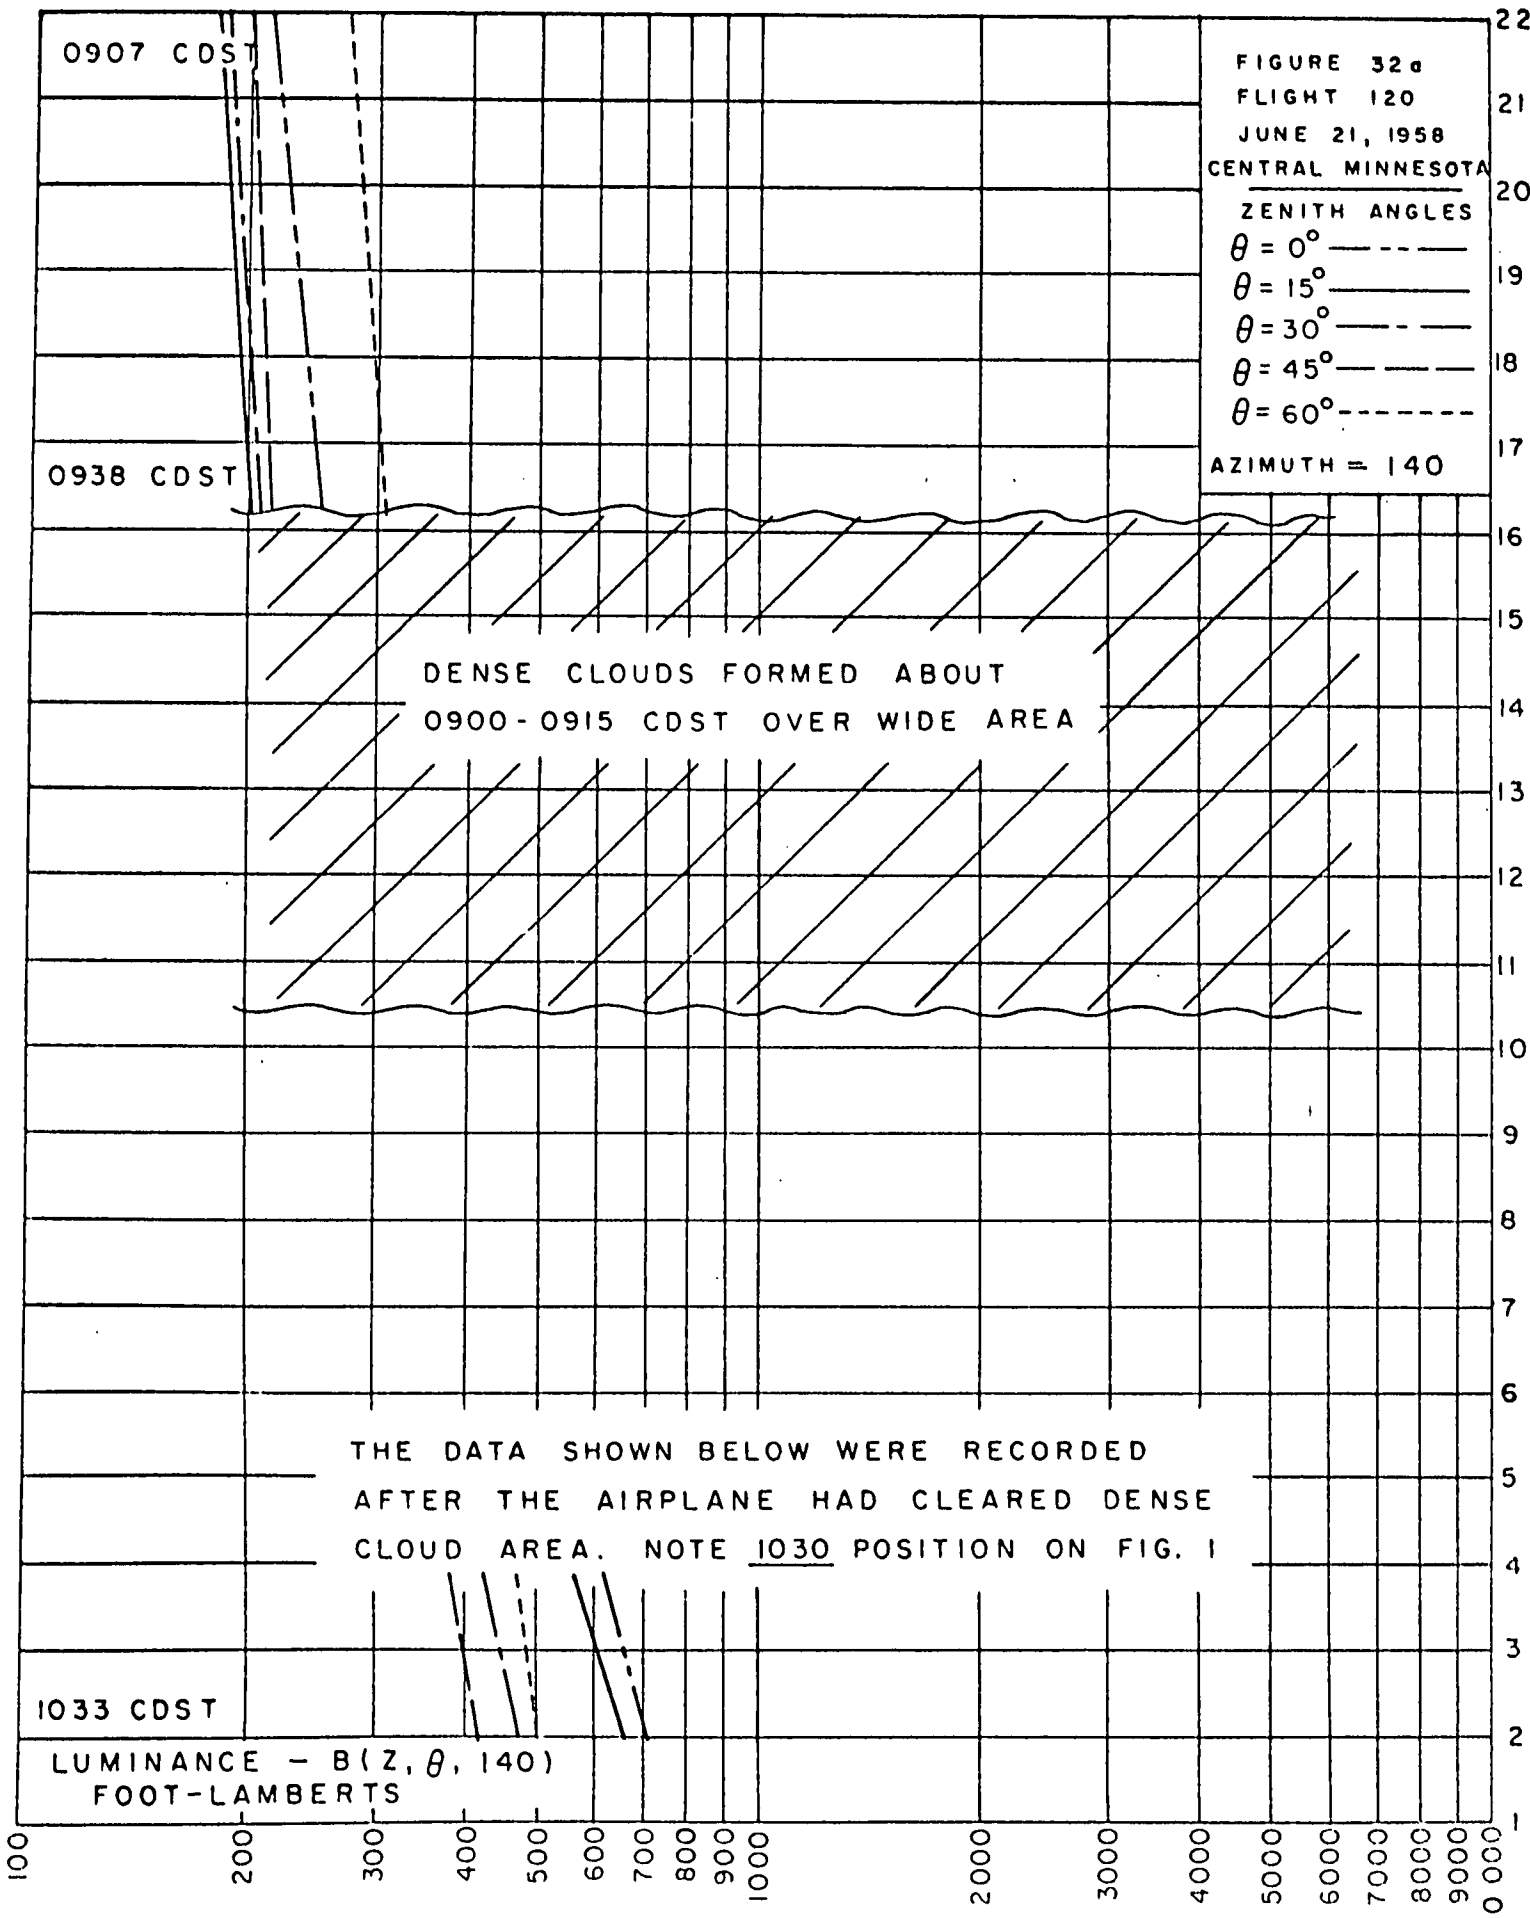 0907 CDST
FIGURE 32a
FLIGHT 120
JUNE 21, 1958
CENTRAL MINNESOTA
ZENITH ANGLES
θ = 0°
θ = 15°
θ = 30°
θ = 45°
θ = 60°
AZIMUTH = 140
0938 CDST
DENSE CLOUDS FORMED ABOUT
0900-0915 CDST OVER WIDE AREA
THE DATA SHOWN BELOW WERE RECORDED
AFTER THE AIRPLANE HAD CLEARED DENSE
CLOUD AREA. NOTE 1030 POSITION ON FIG. 1
1033 CDST
LUMINANCE - B(Z, θ, 140)
FOOT-LAMBERTS
22
21
20
19
18
17
16
15
14
13
12
11
10
9
8
7
6
5
4
3
2
1
100
200
300
400
500
600
700
800
900
1000
2000
3000
4000
5000
6000
7000
8000
9000
0 000